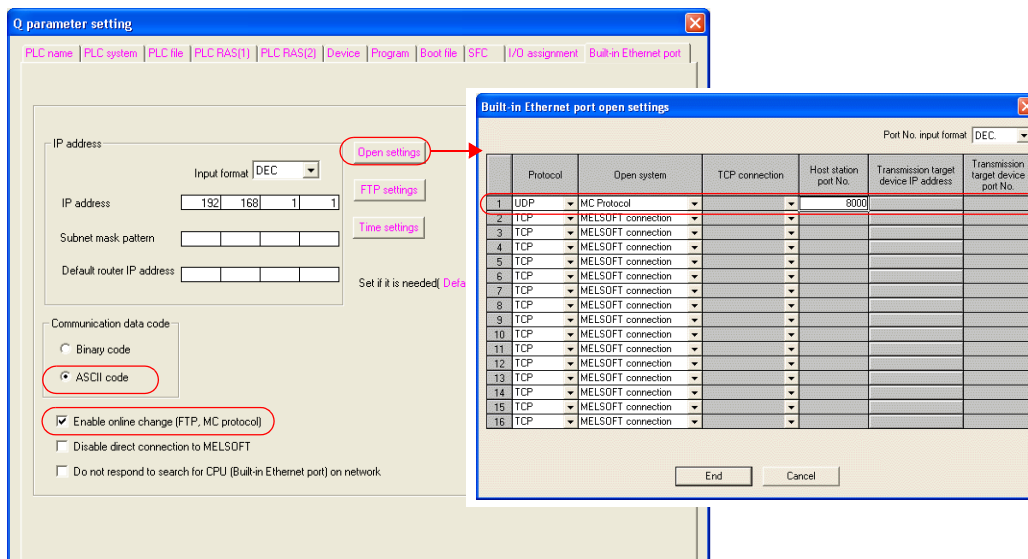 Q parameter setting
PLC name PLC system PLC file PLC RAS(1) PLC RAS(2) Device Program Boot file SFC I/O assignment Built-in Ethernet port
IP address
Input format DEC
IP address 192 168 1 1
Subnet mask pattern
Default router IP address
Open settings
FTP settings
Time settings
Set if it is needed( Defa
Communication data code
Binary code
ASCII code
Enable online change (FTP, MC protocol)
Disable direct connection to MELSOFT
Do not respond to search for CPU (Built-in Ethernet port) on network
Built-in Ethernet port open settings
Port No. input format DEC.
Protocol Open system TCP connection Host station port No. Transmission target device IP address Transmission target device port No.
1 UDP MC Protocol 8000
2 TCP MELSOFT connection
3 TCP MELSOFT connection
4 TCP MELSOFT connection
5 TCP MELSOFT connection
6 TCP MELSOFT connection
7 TCP MELSOFT connection
8 TCP MELSOFT connection
9 TCP MELSOFT connection
10 TCP MELSOFT connection
11 TCP MELSOFT connection
12 TCP MELSOFT connection
13 TCP MELSOFT connection
14 TCP MELSOFT connection
15 TCP MELSOFT connection
16 TCP MELSOFT connection
End Cancel